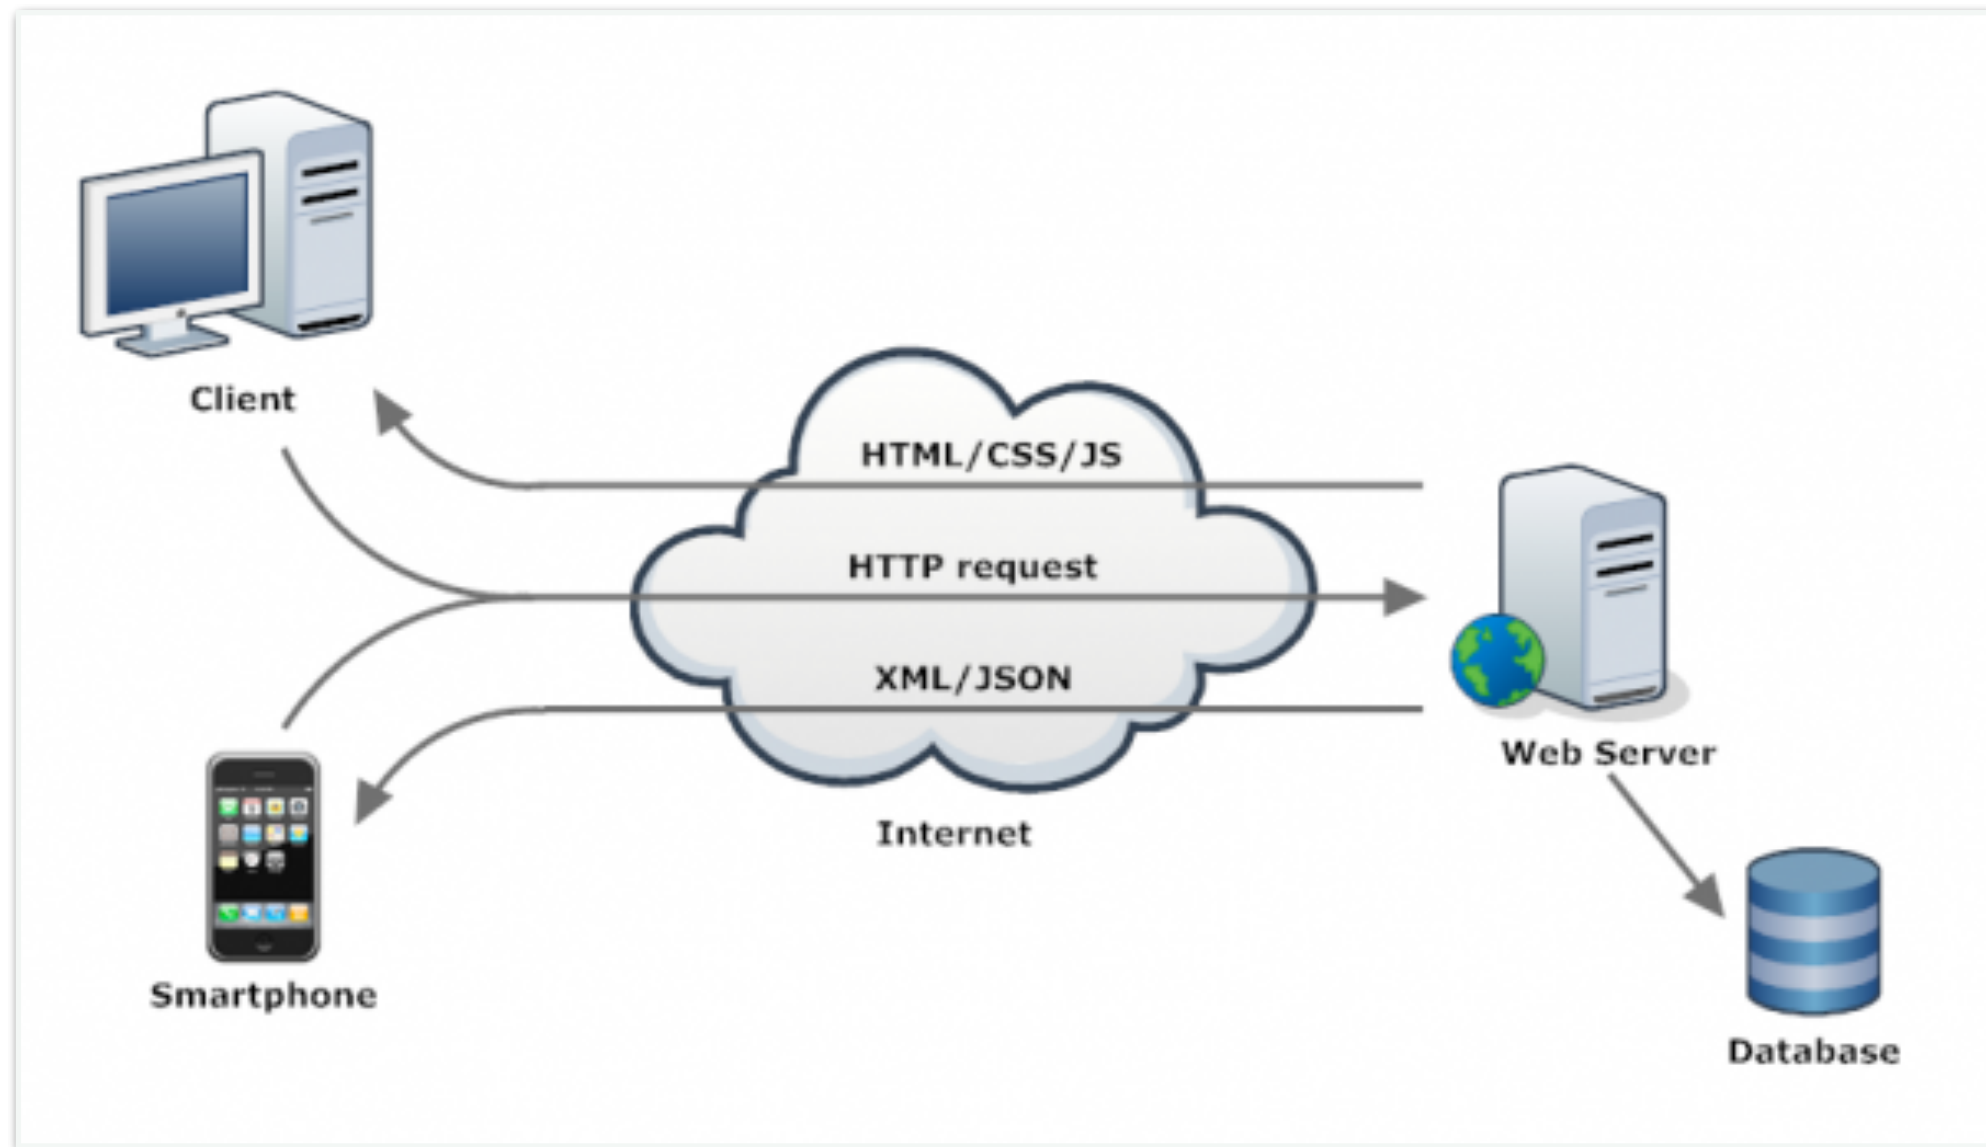 Client
HTML/CSS/JS
HTTP request
XML/JSON
Web Server
Internet
Smartphone
Database